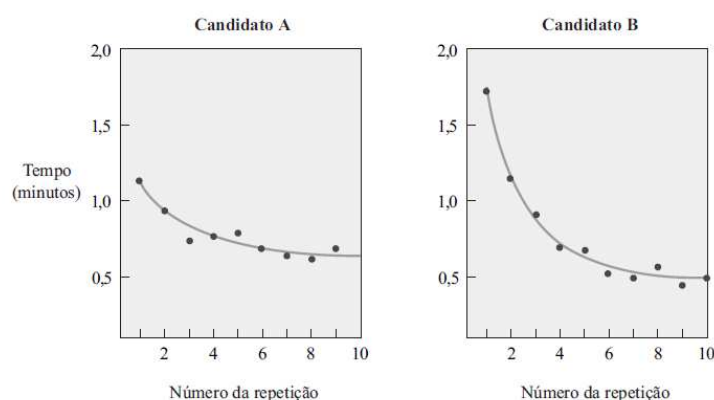 Candidato A
2,0
1,5
Tempo
(minutos)
1,0
0,5
2 4 6 8 10
Número da repetição
Candidato B
2,0
1,5
1,0
0,5
2 4 6 8 10
Número da repetição